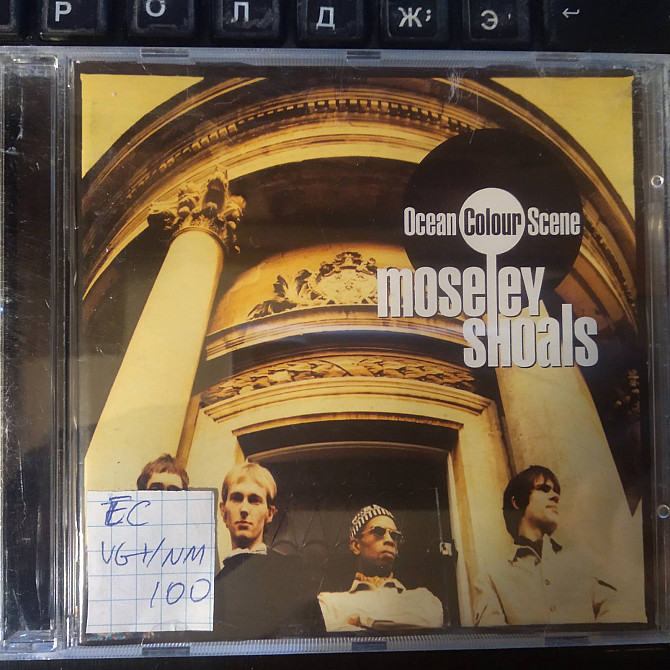 Р О Л Д Ж ; Э ←
Ocean Colour Scene
moseley
shoals
EC
VG+/NM
100